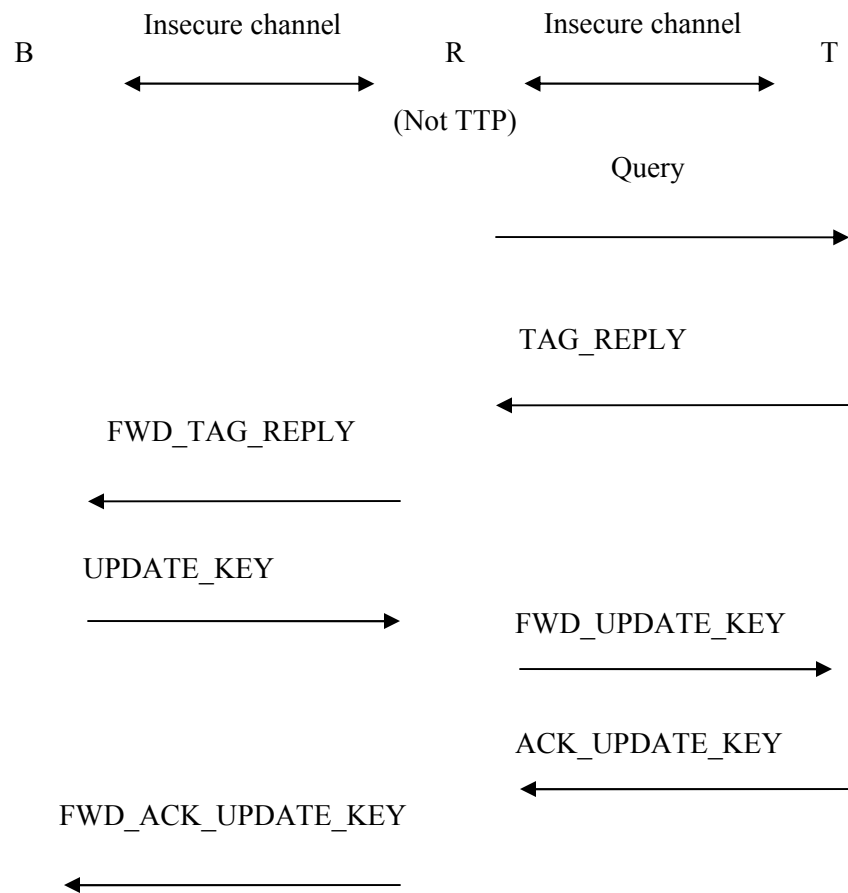 Insecure channel
Insecure channel
B
R
T
(Not TTP)
Query
TAG_REPLY
FWD_TAG_REPLY
UPDATE_KEY
FWD_UPDATE_KEY
ACK_UPDATE_KEY
FWD_ACK_UPDATE_KEY